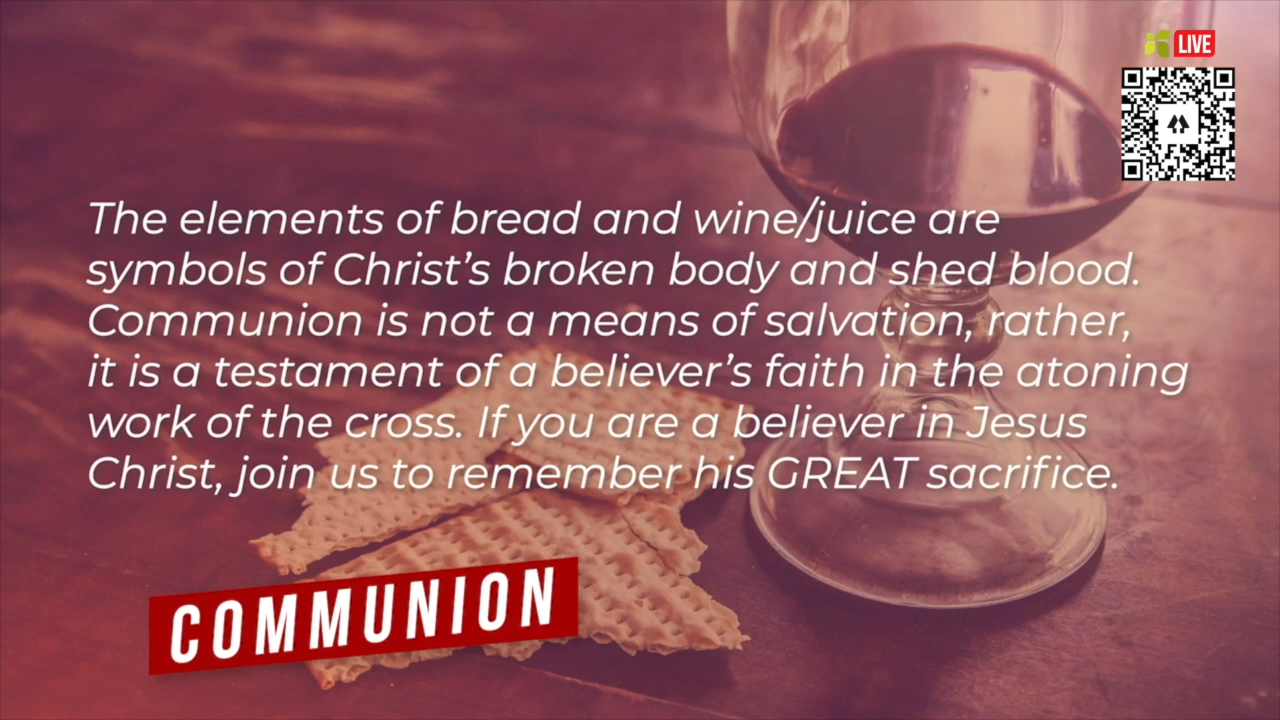 LIVE
The elements of bread and wine/juice are
symbols of Christ’s broken body and shed blood.
Communion is not a means of salvation, rather,
it is a testament of a believer’s faith in the atoning
work of the cross. If you are a believer in Jesus
Christ, join us to remember his GREAT sacrifice.
COMMUNION